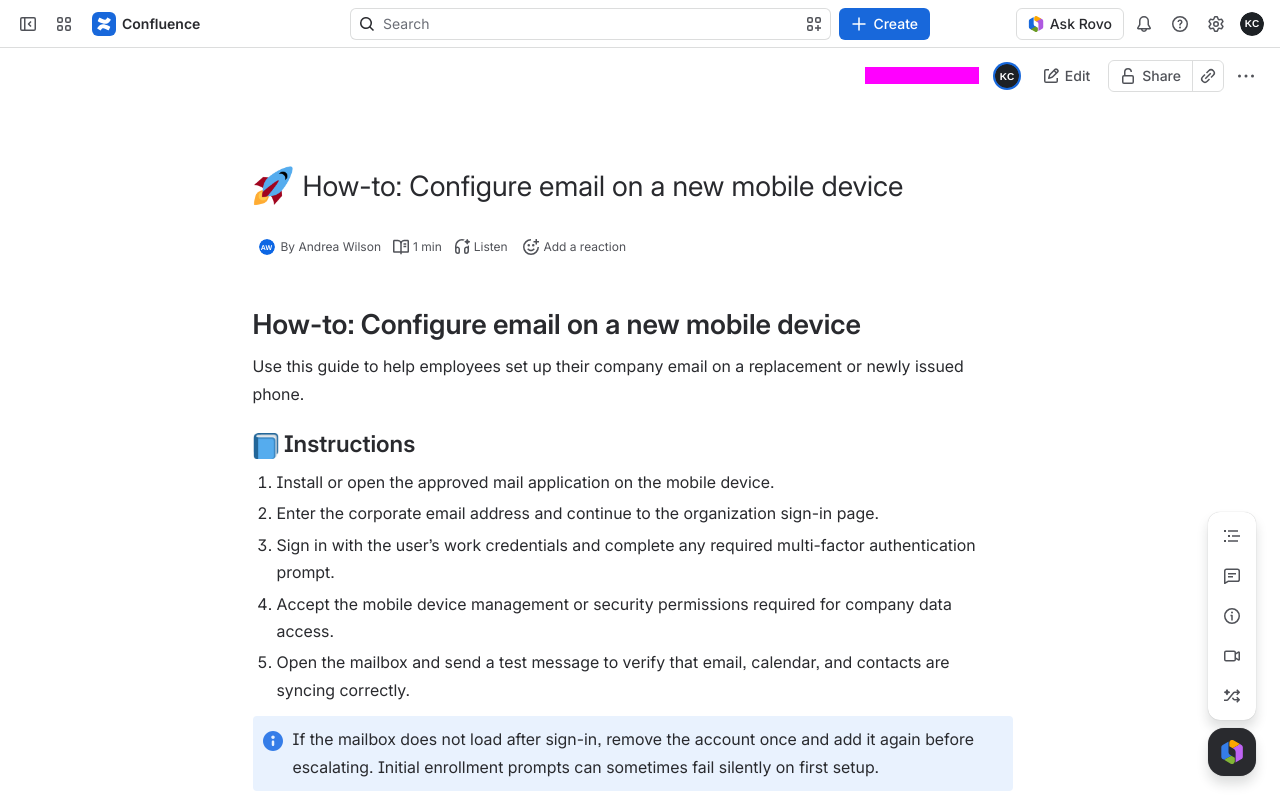 Confluence
Search
Create
Ask Rovo
KC
KC
Edit
Share
How-to: Configure email on a new mobile device
AW
By Andrea Wilson
1 min
Listen
Add a reaction
How-to: Configure email on a new mobile device
Use this guide to help employees set up their company email on a replacement or newly issued
phone.
Instructions
1. Install or open the approved mail application on the mobile device.
2. Enter the corporate email address and continue to the organization sign-in page.
3. Sign in with the user’s work credentials and complete any required multi-factor authentication
prompt.
4. Accept the mobile device management or security permissions required for company data
access.
5. Open the mailbox and send a test message to verify that email, calendar, and contacts are
syncing correctly.
If the mailbox does not load after sign-in, remove the account once and add it again before
escalating. Initial enrollment prompts can sometimes fail silently on first setup.